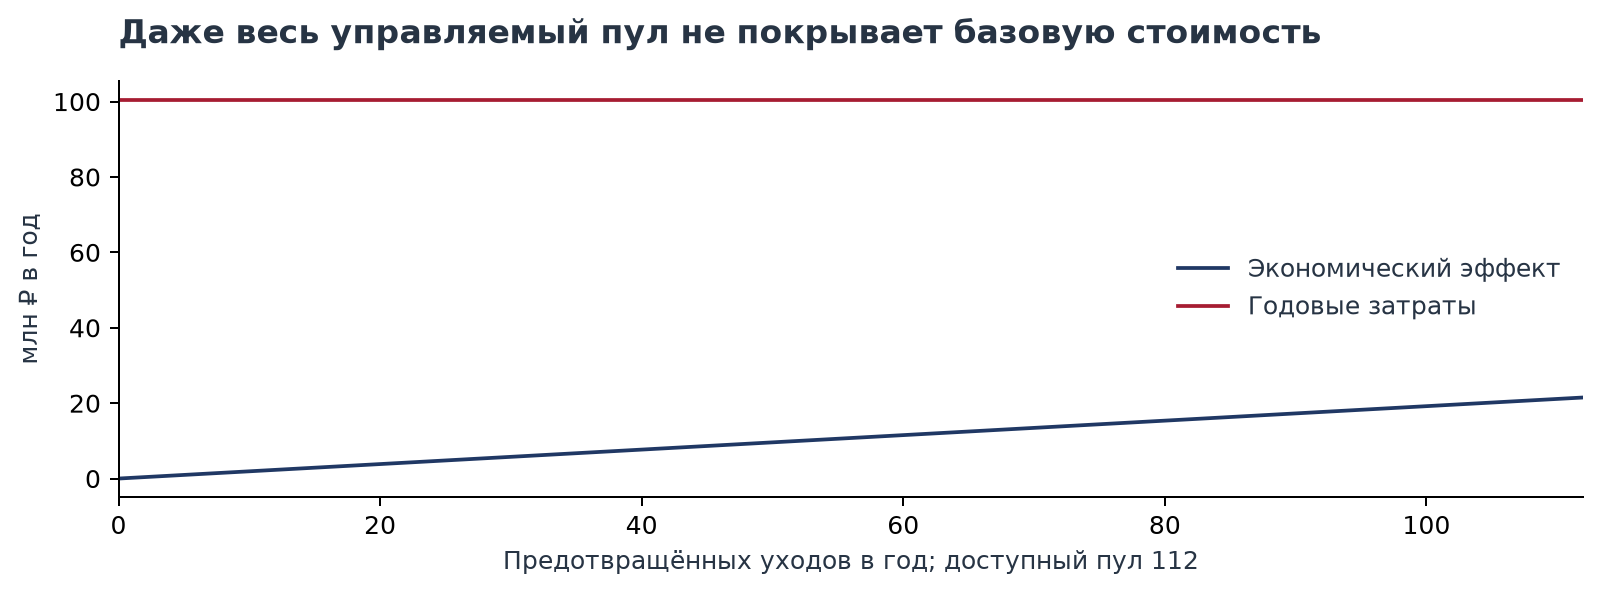 Даже весь управляемый пул не покрывает базовую стоимость
млн ₽ в год
100
80
60
40
20
0
Экономический эффект
Годовые затраты
0 20 40 60 80 100
Предотвращённых уходов в год; доступный пул 112